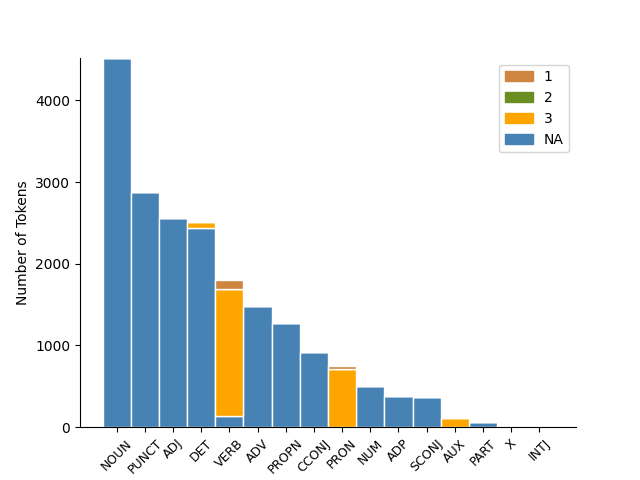 1
2
3
NA
Number of Tokens
4000
3000
2000
1000
0
NOUN
PUNCT
ADJ
DET
VERB
ADV
PROPN
CCONJ
PRON
NUM
ADP
SCONJ
AUX
PART
X
INTJ